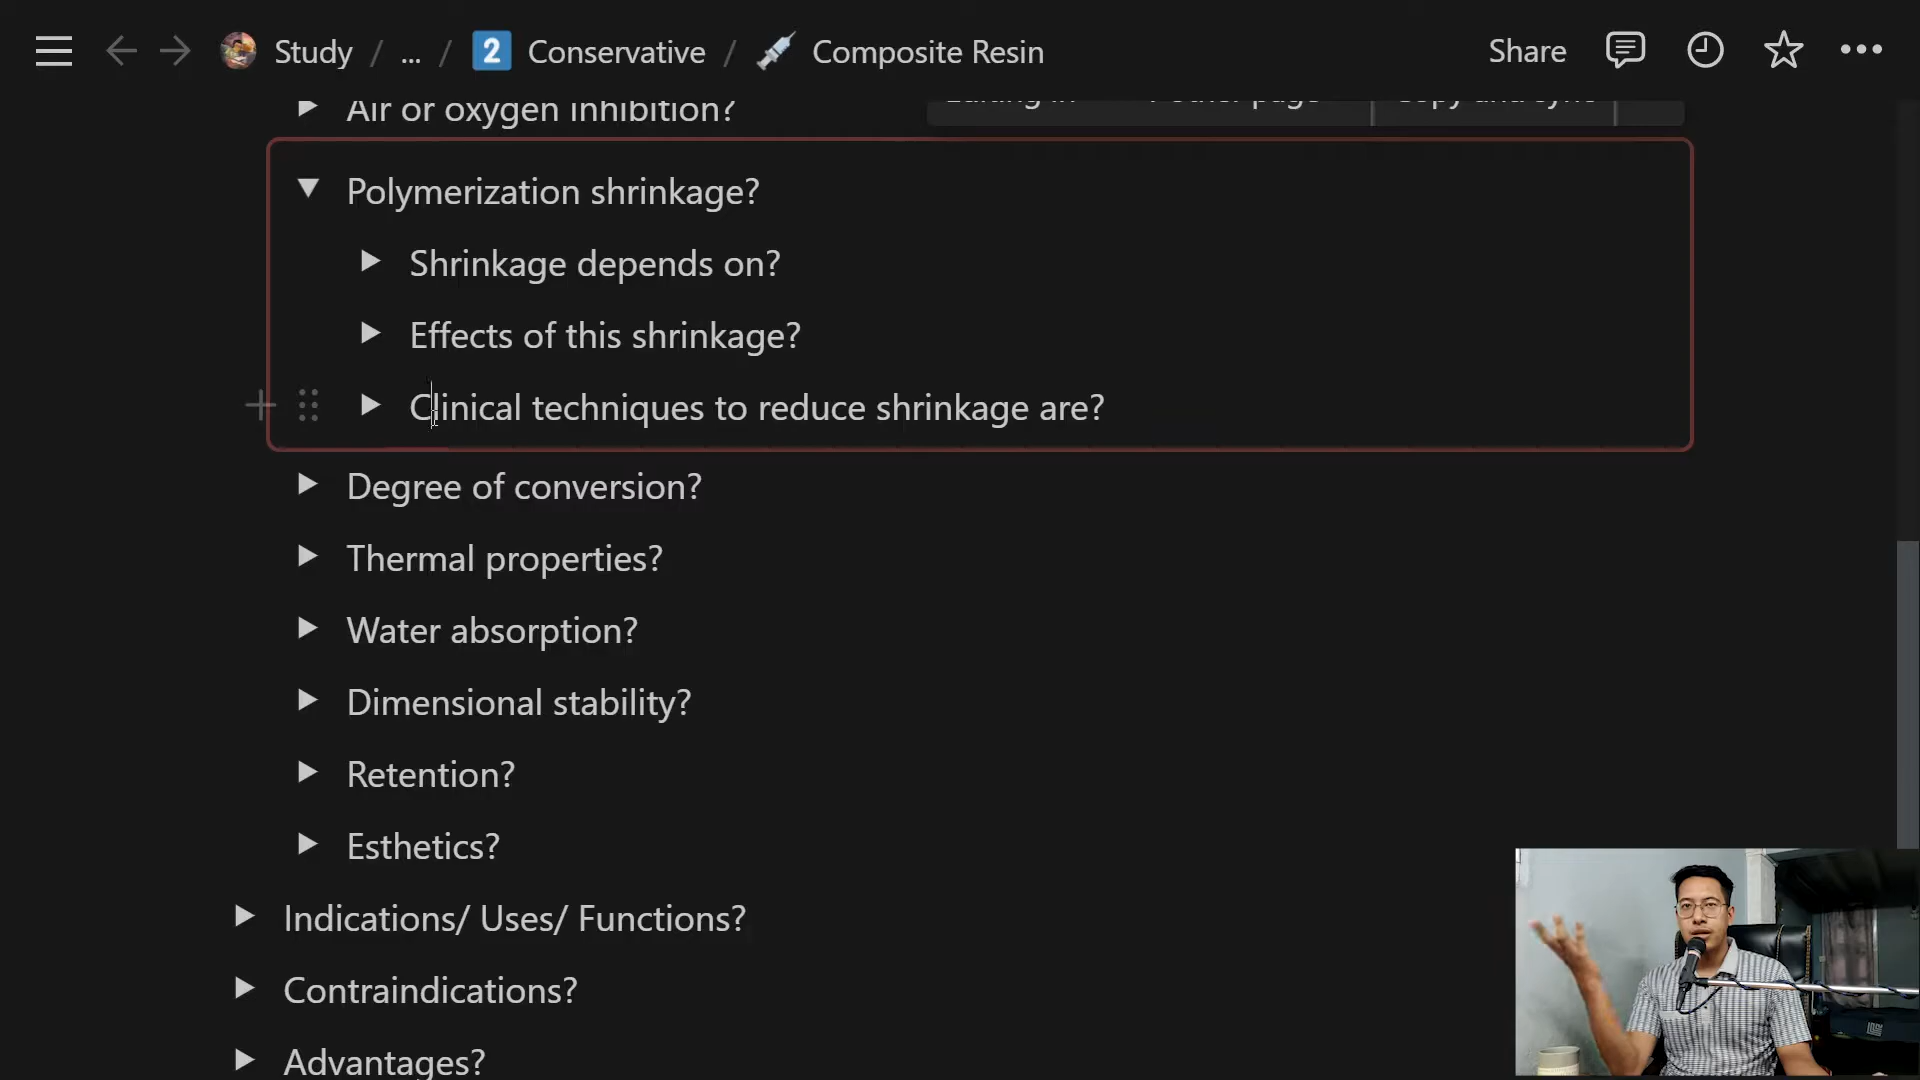 Study / ... / 2 Conservative / Composite Resin
Share
Air or oxygen inhibition?
Polymerization shrinkage?
Shrinkage depends on?
Effects of this shrinkage?
Clinical techniques to reduce shrinkage are?
Degree of conversion?
Thermal properties?
Water absorption?
Dimensional stability?
Retention?
Esthetics?
Indications/ Uses/ Functions?
Contraindications?
Advantages?